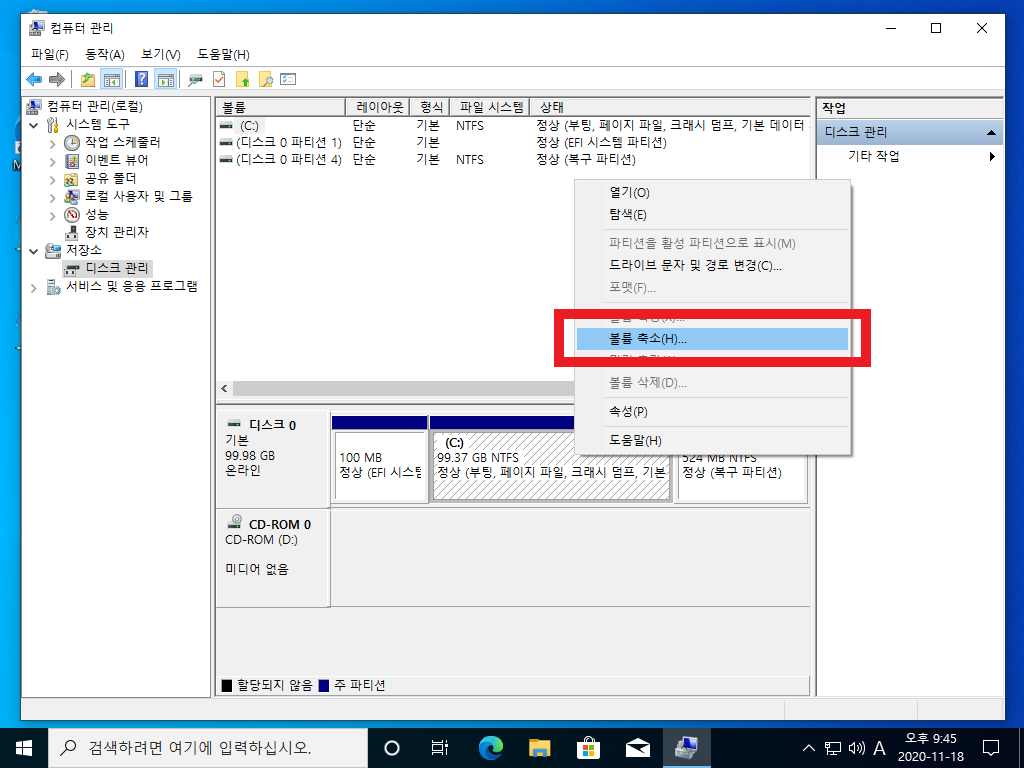 컴퓨터 관리
파일(F) 동작(A) 보기(V) 도움말(H)
컴퓨터 관리(로컬)
시스템 도구
작업 스케줄러
이벤트 뷰어
공유 폴더
로컬 사용자 및 그룹
성능
장치 관리자
저장소
디스크 관리
서비스 및 응용 프로그램
볼륨 레이아웃 형식 파일 시스템 상태
(C:) 단순 기본 NTFS 정상 (부팅, 페이지 파일, 크래시 덤프, 기본 데이터
(디스크 0 파티션 1) 단순 기본 정상 (EFI 시스템 파티션)
(디스크 0 파티션 4) 단순 기본 NTFS 정상 (복구 파티션)
작업
디스크 관리
기타 작업
열기(O)
탐색(E)
파티션을 활성 파티션으로 표시(M)
드라이브 문자 및 경로 변경(C)...
포맷(F)...
볼륨 축소(H)...
볼륨 삭제(D)...
속성(P)
도움말(H)
디스크 0
기본
99.98 GB
온라인
100 MB
정상 (EFI 시스템
(C:)
99.37 GB NTFS
정상 (부팅, 페이지 파일, 크래시 덤프, 기본
524 MB NTFS
정상 (복구 파티션)
CD-ROM 0
CD-ROM (D:)
미디어 없음
할당되지 않음 주 파티션
검색하려면 여기에 입력하십시오.
A
오후 9:45
2020-11-18